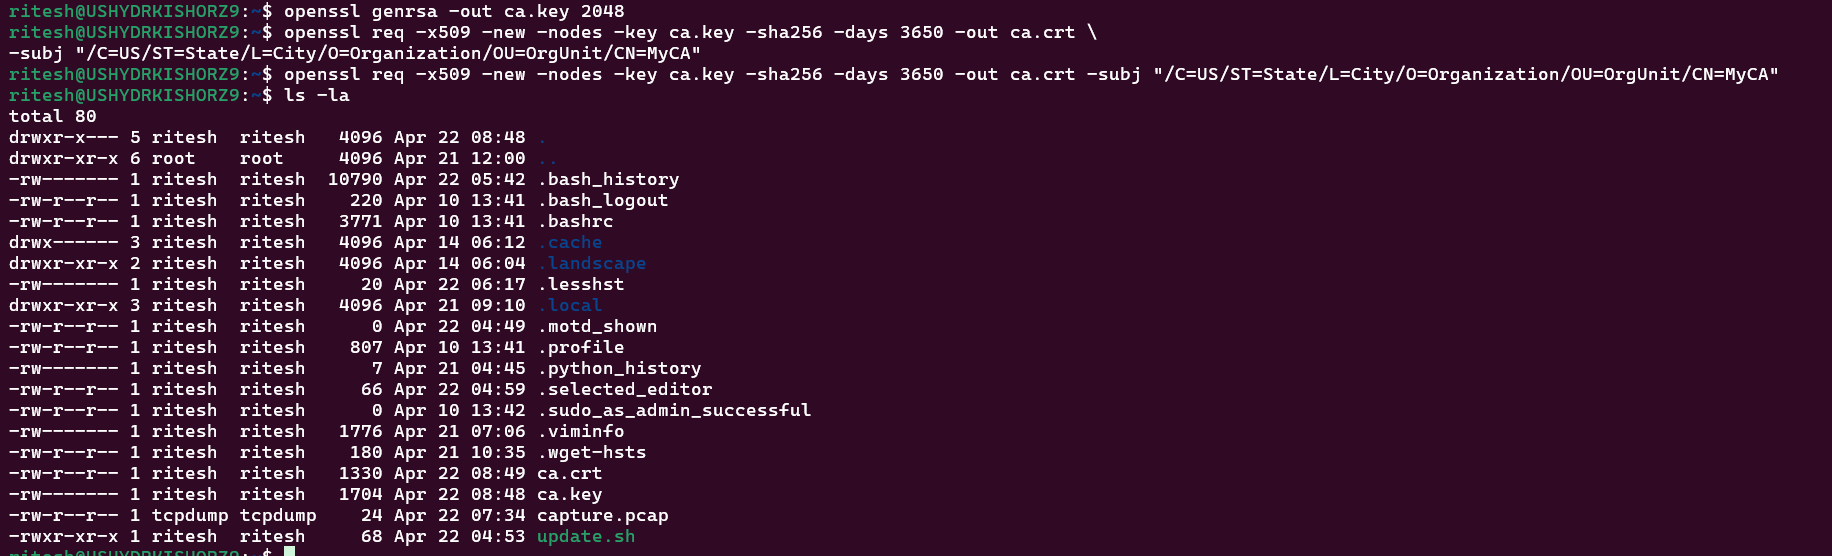 ritesh@USHYDRKISHORZ9:~$ openssl genrsa -out ca.key 2048
ritesh@USHYDRKISHORZ9:~$ openssl req -x509 -new -nodes -key ca.key -sha256 -days 3650 -out ca.crt \
-subj "/C=US/ST=State/L=City/O=Organization/OU=OrgUnit/CN=MyCA"
ritesh@USHYDRKISHORZ9:~$ openssl req -x509 -new -nodes -key ca.key -sha256 -days 3650 -out ca.crt -subj "/C=US/ST=State/L=City/O=Organization/OU=OrgUnit/CN=MyCA"
ritesh@USHYDRKISHORZ9:~$ ls -la
total 80
drwxr-x--- 5 ritesh  ritesh   4096 Apr 22 08:48 .
drwxr-xr-x 6 root    root     4096 Apr 21 12:00 ..
-rw------- 1 ritesh  ritesh  10790 Apr 22 05:42 .bash_history
-rw-r--r-- 1 ritesh  ritesh    220 Apr 10 13:41 .bash_logout
-rw-r--r-- 1 ritesh  ritesh   3771 Apr 10 13:41 .bashrc
drwx------ 3 ritesh  ritesh   4096 Apr 14 06:12 .cache
drwxr-xr-x 2 ritesh  ritesh   4096 Apr 14 06:04 .landscape
-rw------- 1 ritesh  ritesh     20 Apr 22 06:17 .lesshst
drwxr-xr-x 3 ritesh  ritesh   4096 Apr 21 09:10 .local
-rw-r--r-- 1 ritesh  ritesh      0 Apr 22 04:49 .motd_shown
-rw-r--r-- 1 ritesh  ritesh    807 Apr 10 13:41 .profile
-rw------- 1 ritesh  ritesh      7 Apr 21 04:45 .python_history
-rw-r--r-- 1 ritesh  ritesh     66 Apr 22 04:59 .selected_editor
-rw-r--r-- 1 ritesh  ritesh      0 Apr 10 13:42 .sudo_as_admin_successful
-rw------- 1 ritesh  ritesh   1776 Apr 21 07:06 .viminfo
-rw-r--r-- 1 ritesh  ritesh    180 Apr 21 10:35 .wget-hsts
-rw-r--r-- 1 ritesh  ritesh   1330 Apr 22 08:49 ca.crt
-rw------- 1 ritesh  ritesh   1704 Apr 22 08:48 ca.key
-rw-r--r-- 1 tcpdump tcpdump    24 Apr 22 07:34 capture.pcap
-rwxr-xr-x 1 ritesh  ritesh     68 Apr 22 04:53 update.sh
ritesh@USHYDRKISHORZ9:~$